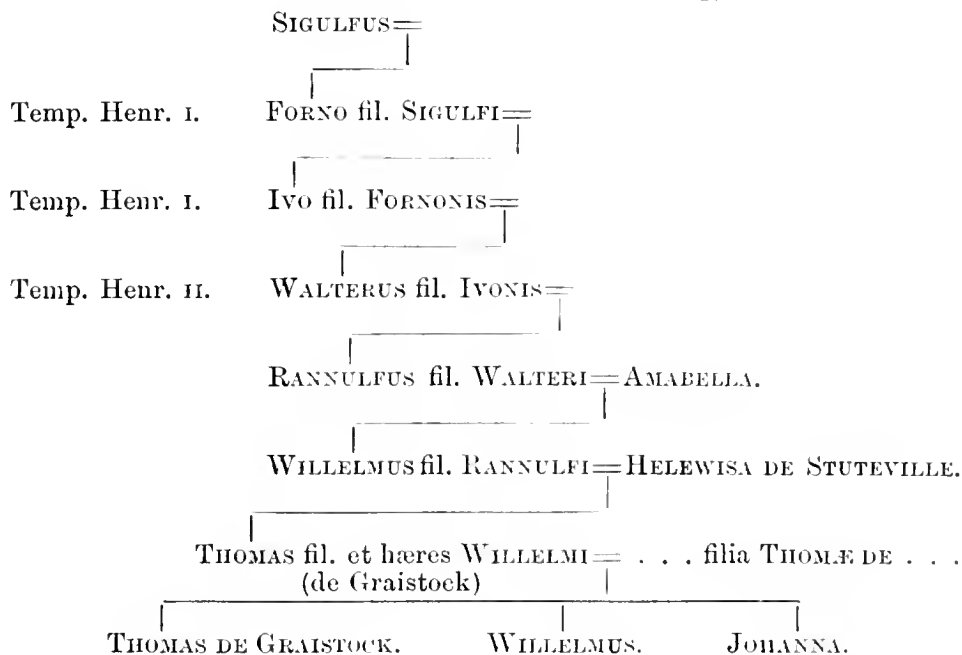 SIGULFUS
Temp. Henr. I. FORNO fil. SIGULFI
Temp. Henr. I. IVO fil. FORNONIS
Temp. Henr. II. WALTERUS fil. IVONIS
RANNULFUS fil. WALTERI=AMABELLA.
WILLELMUS fil. RANNULFI=HELEWISA DE STUTEVILLE.
THOMAS fil. et hæres WILLELMI= . . . filia THOMÆ DE . . .
(de Graistock)
THOMAS DE GRAISTOCK. WILLELMUS. JOHANNA.